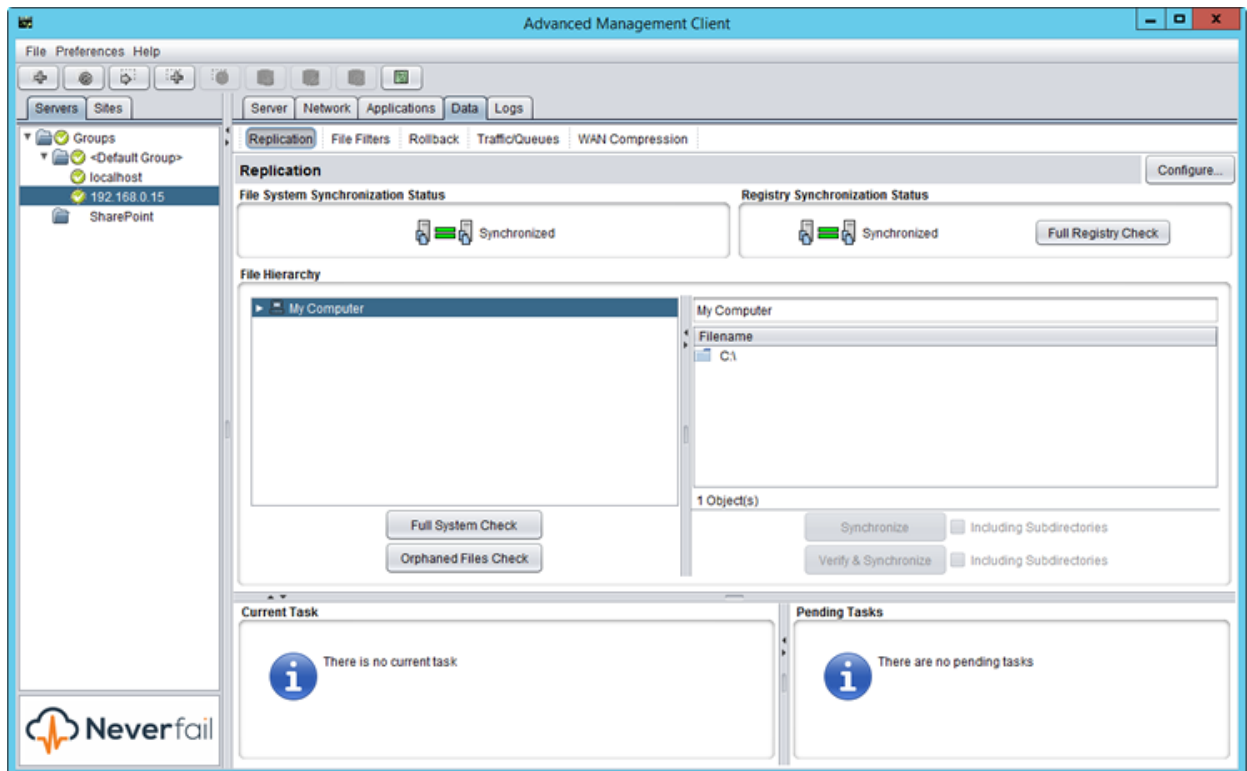 Advanced Management Client
File Preferences Help
Servers Sites
Server Network Applications Data Logs
Groups
<Default Group>
localhost
192.168.0.15
SharePoint
Replication File Filters Rollback Traffic/Queues WAN Compression
Replication
Configure...
File System Synchronization Status
Synchronized
Registry Synchronization Status
Synchronized
Full Registry Check
File Hierarchy
My Computer
My Computer
Filename
C:\
1 Object(s)
Full System Check
Orphaned Files Check
Synchronize Including Subdirectories
Verify & Synchronize Including Subdirectories
Current Task
There is no current task
Pending Tasks
There are no pending tasks
Neverfail